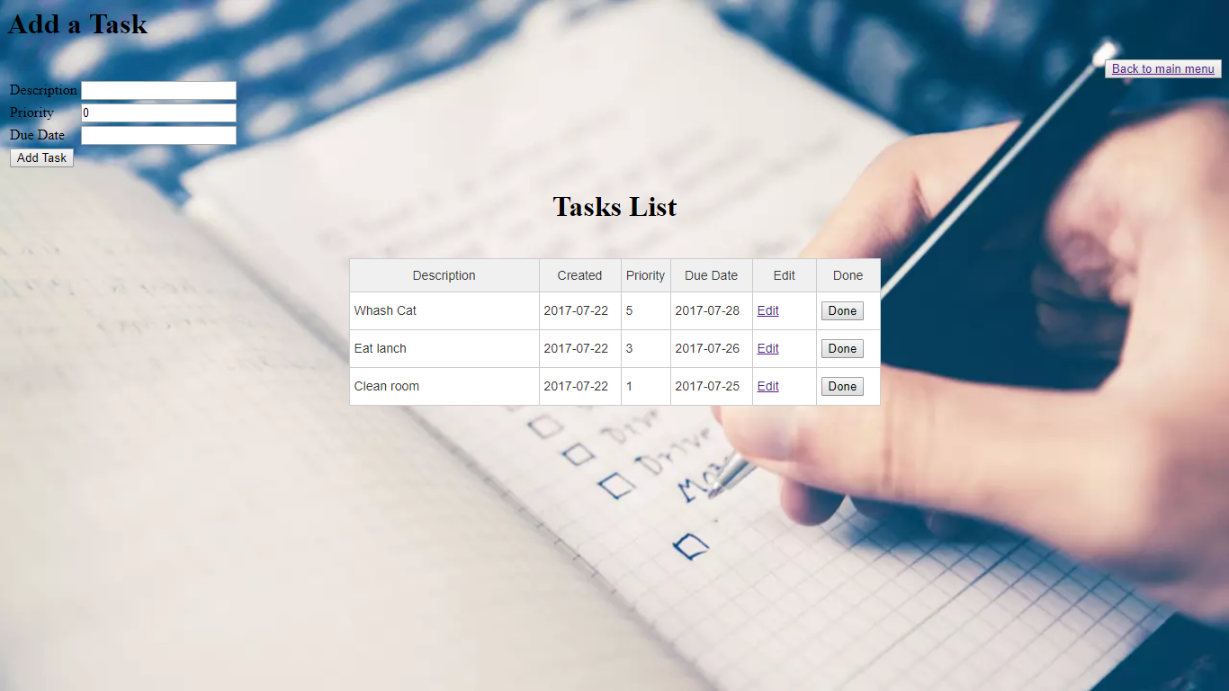 Add a Task
Back to main menu
Description
Priority 0
Due Date
Add Task
Tasks List
Description Created Priority Due Date Edit Done
Whash Cat 2017-07-22 5 2017-07-28 Edit Done
Eat lanch 2017-07-22 3 2017-07-26 Edit Done
Clean room 2017-07-22 1 2017-07-25 Edit Done
Drive
Drive